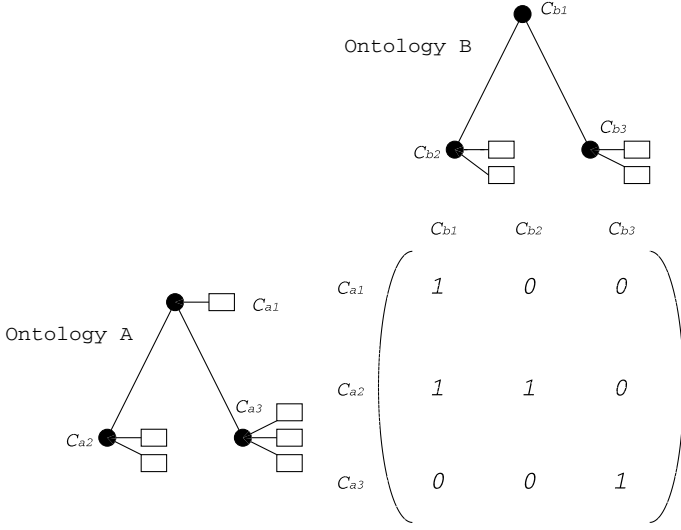 Cb1
Ontology B
Cb3
Cb2
Cb1 Cb2 Cb3
Ca1 1 0 0
Ca1
Ontology A
Ca2 1 1 0
Ca3
Ca2
Ca3 0 0 1